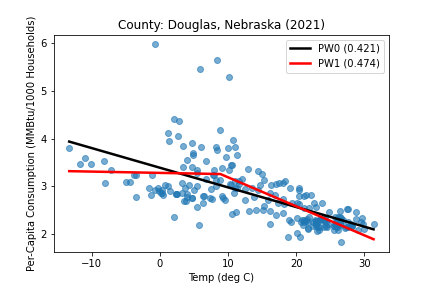 County: Douglas, Nebraska (2021)
PW0 (0.421)
PW1 (0.474)
Per-Capita Consumption (MMBtu/1000 Households)
6
5
4
3
2
−10 0 10 20 30
Temp (deg C)